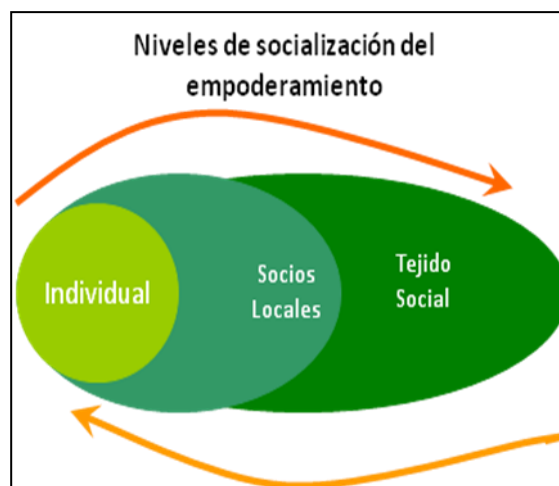 Niveles de socialización del
empoderamiento
Individual
Socios
Locales
Tejido
Social